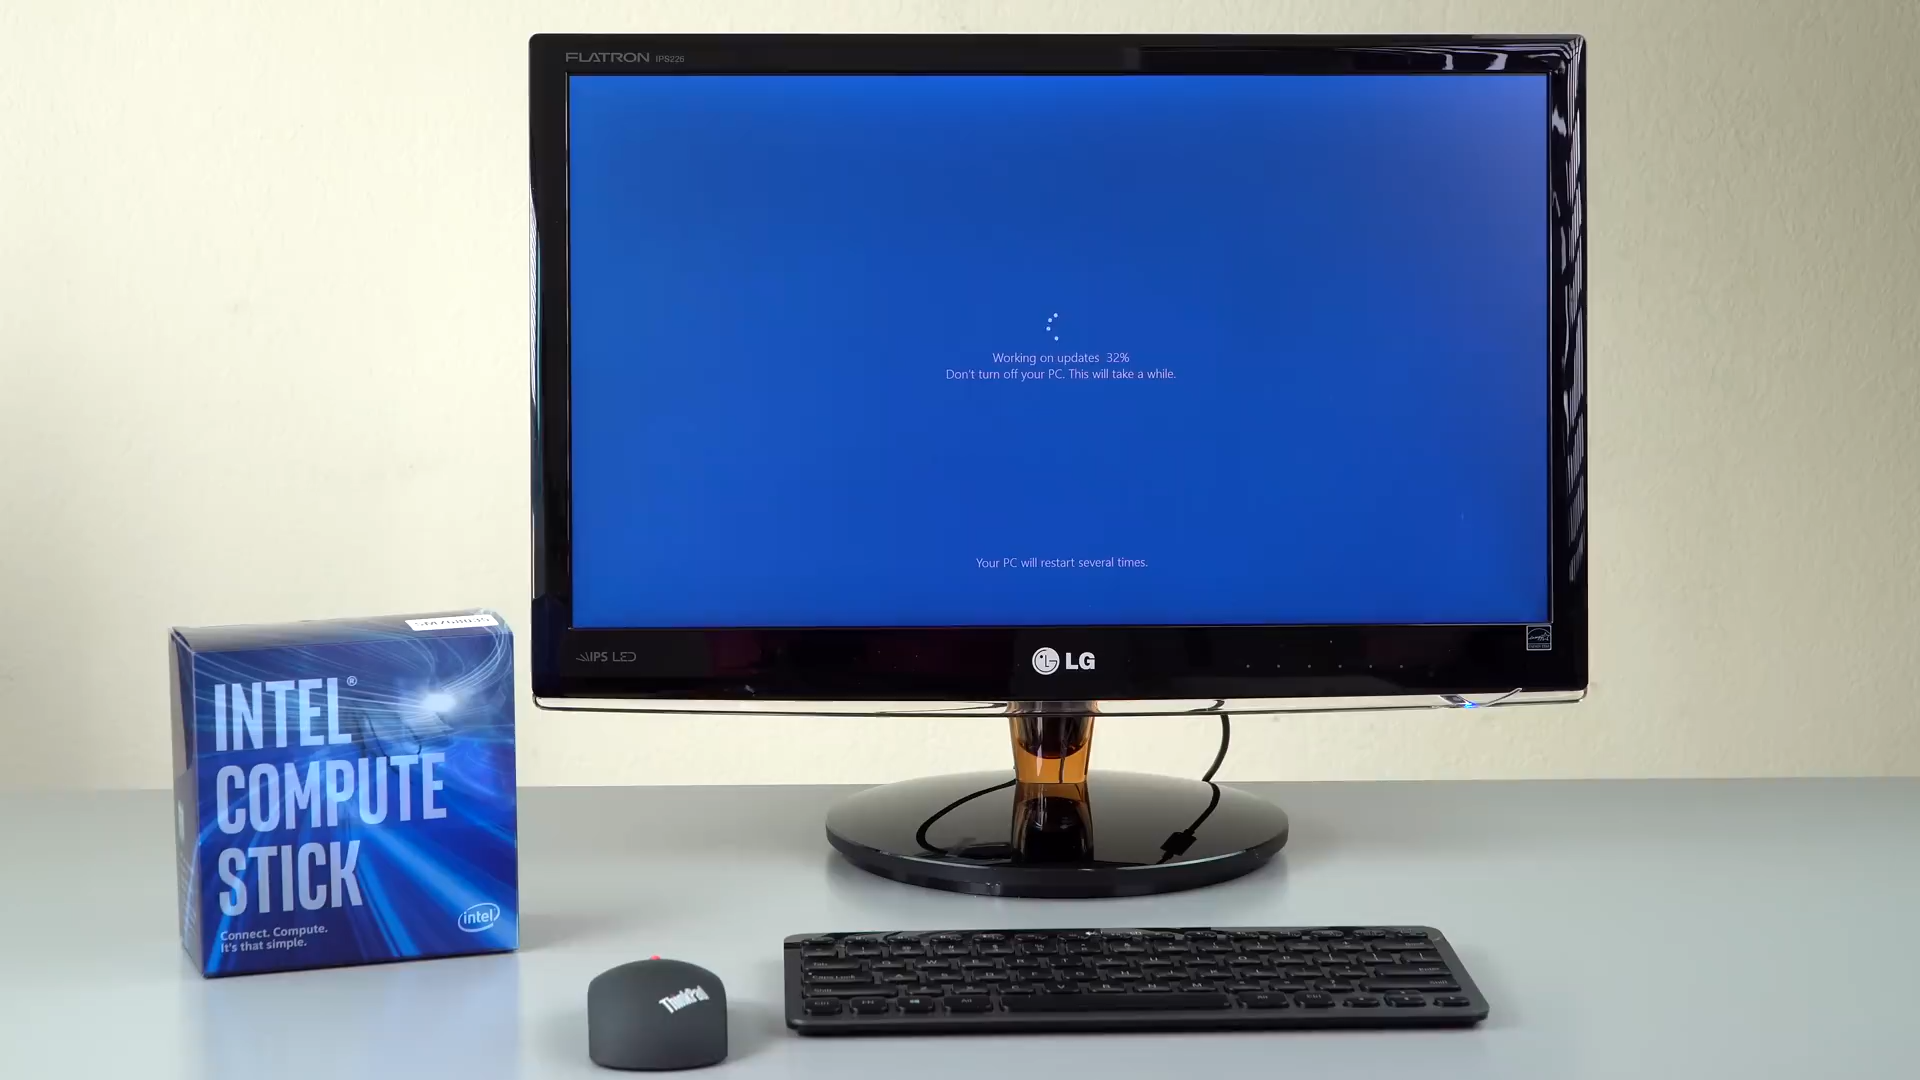 FLATRON IPS226
Working on updates 32%
Don't turn off your PC. This will take a while.
Your PC will restart several times.
IPS LED
LG
INTEL®
COMPUTE
STICK
Connect. Compute.
It's that simple.
intel
ThinkPad